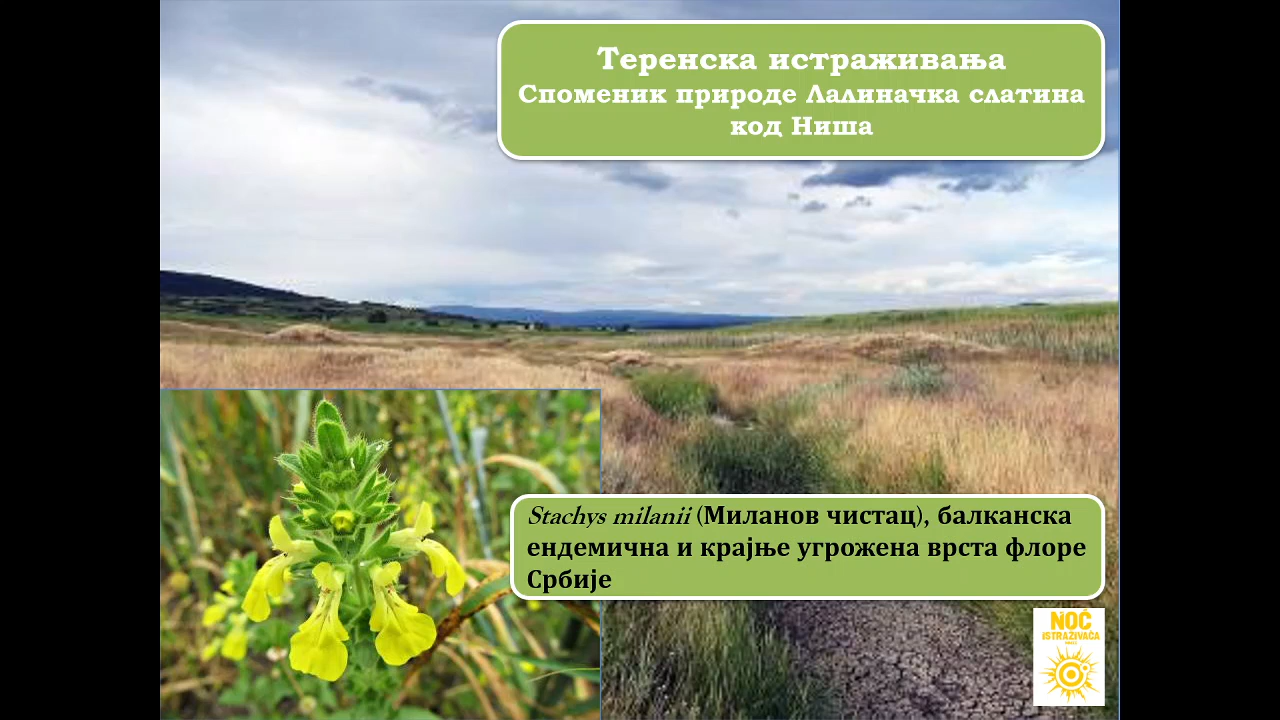 Теренска истраживања
Споменик природе Лалиначка слатина
код Ниша
Stachys milanii (Миланов чистац), балканска
ендемична и крајње угрожена врста флоре
Србије
NOĆ
iSTRAŽIVAČA